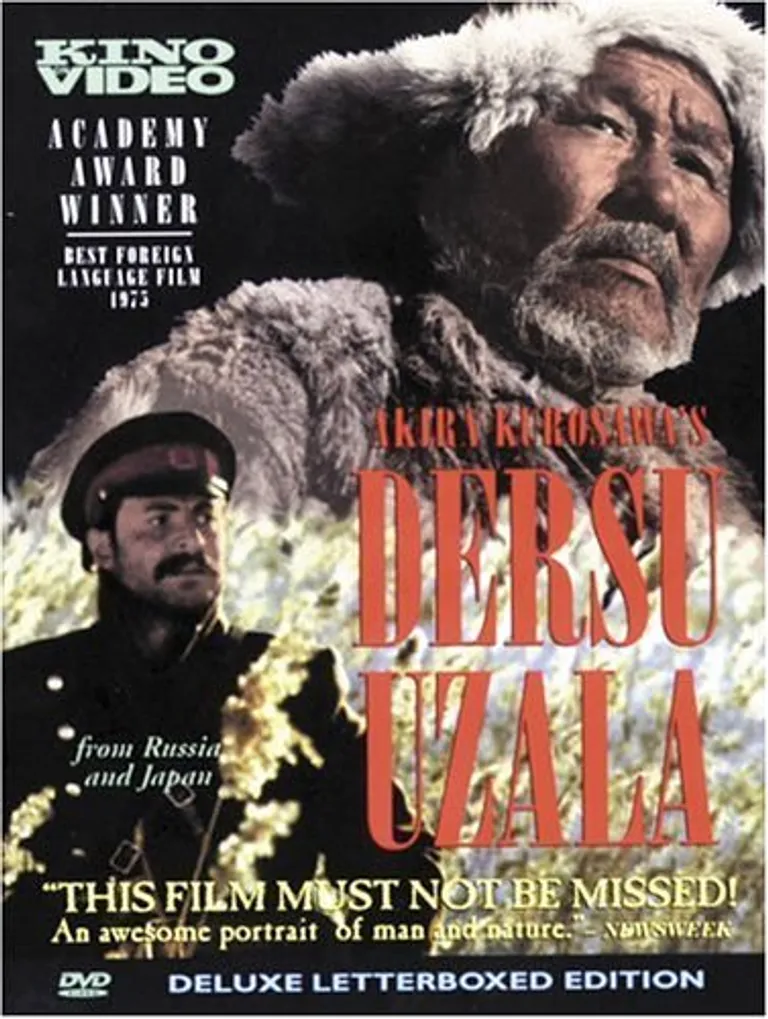 KINO
VIDEO
ACADEMY
AWARD
WINNER
BEST FOREIGN
LANGUAGE FILM
1975
AKIRA KUROSAWA'S
DERSU
UZALA
from Russia
and Japan
"THIS FILM MUST NOT BE MISSED!
An awesome portrait of man and nature."- NEWSWEEK
DVD
VIDEO
DELUXE LETTERBOXED EDITION